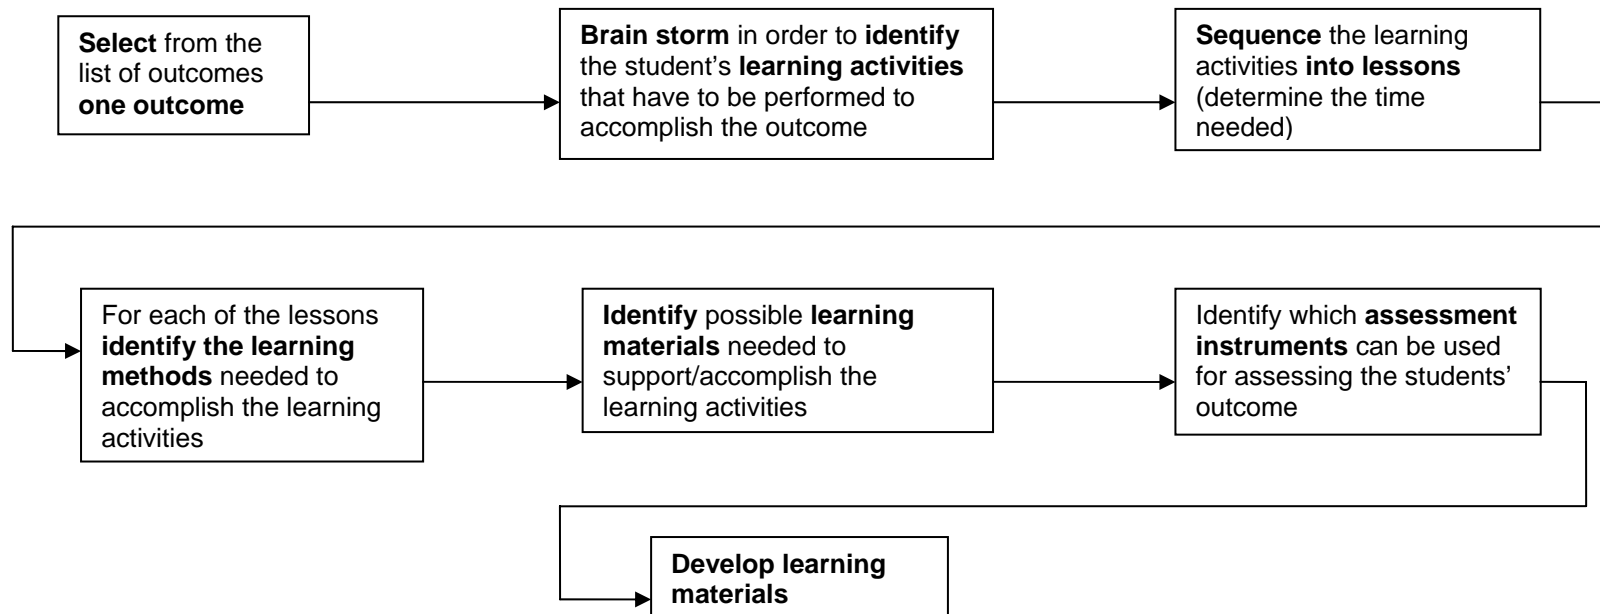 Select from the
list of outcomes
one outcome
Brain storm in order to identify
the student’s learning activities
that have to be performed to
accomplish the outcome
Sequence the learning
activities into lessons
(determine the time
needed)
For each of the lessons
identify the learning
methods needed to
accomplish the learning
activities
Identify possible learning
materials needed to
support/accomplish the
learning activities
Identify which assessment
instruments can be used
for assessing the students’
outcome
Develop learning
materials